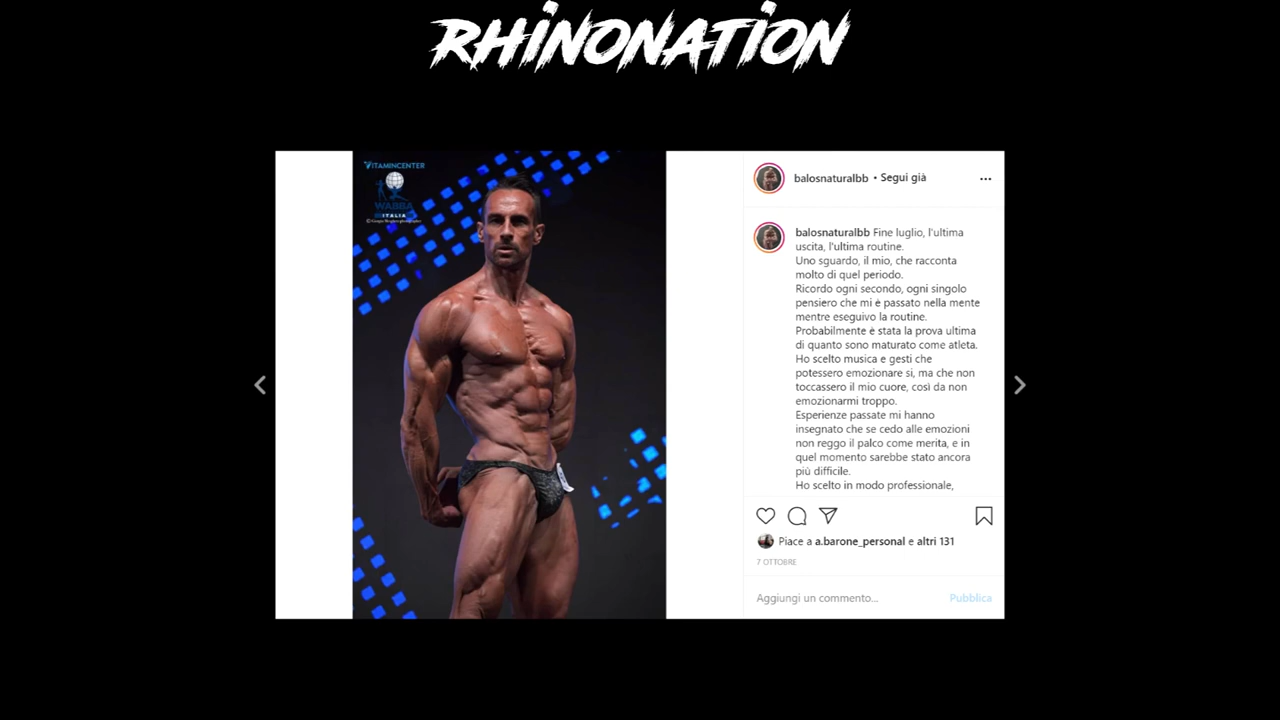 RHINONATION
VITAMINCENTER
WABBA
ITALIA
balosnaturalbb • Segui già
balosnaturalbb Fine luglio, l'ultima
uscita, l'ultima routine.
Uno sguardo, il mio, che racconta
molto di quel periodo.
Ricordo ogni secondo, ogni singolo
pensiero che mi è passato nella mente
mentre eseguivo la routine.
Probabilmente è stata la prova ultima
di quanto sono maturato come atleta.
Ho scelto musica e gesti che
potessero emozionare si, ma che non
toccassero il mio cuore, così da non
emozionarmi troppo.
Esperienze passate mi hanno
insegnato che se cedo alle emozioni
non reggo il palco come merita, e in
quel momento sarebbe stato ancora
più difficile.
Ho scelto in modo professionale,
Piace a a.barone_personal e altri 131
7 OTTOBRE
Aggiungi un commento...
Pubblica